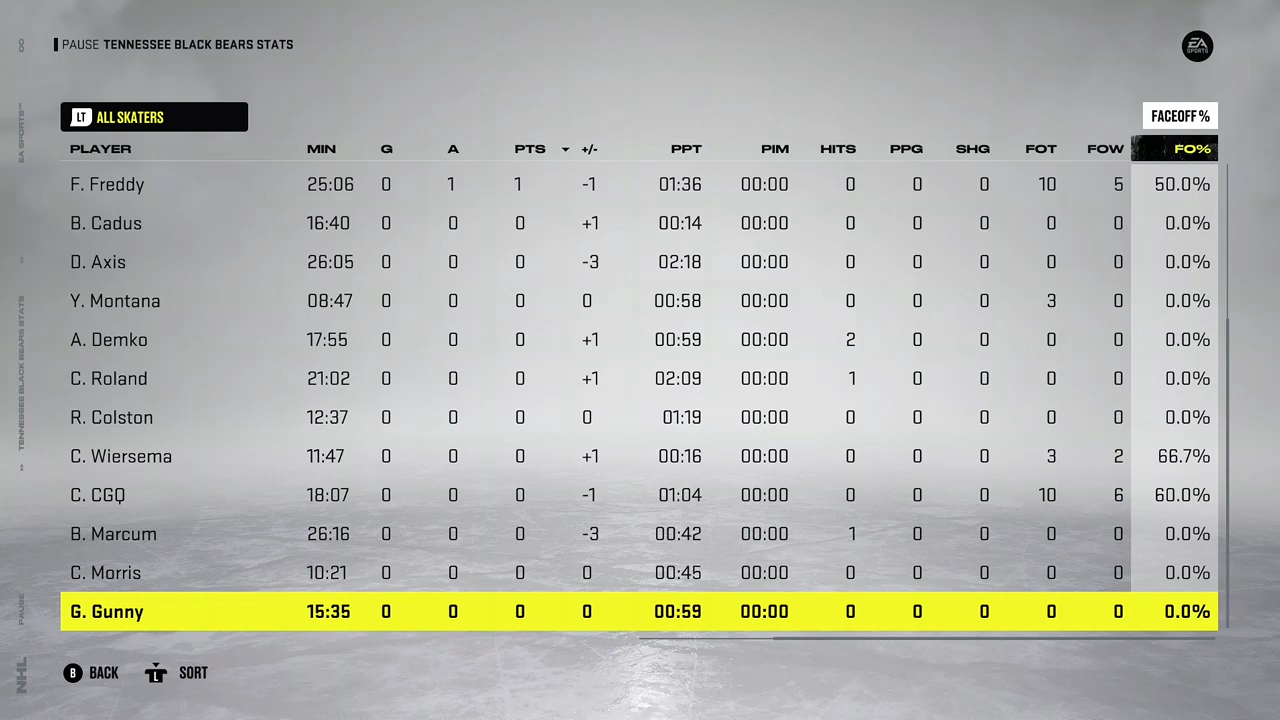 PAUSE TENNESSEE BLACK BEARS STATS
EA SPORTS
LT ALL SKATERS
FACEOFF %
PLAYER MIN G A PTS +/- PPT PIM HITS PPG SHG FOT FOW FO%
F. Freddy 25:06 0 1 1 -1 01:36 00:00 0 0 0 10 5 50.0%
B. Cadus 16:40 0 0 0 +1 00:14 00:00 0 0 0 0 0 0.0%
D. Axis 26:05 0 0 0 -3 02:18 00:00 0 0 0 0 0 0.0%
Y. Montana 08:47 0 0 0 0 00:58 00:00 0 0 0 3 0 0.0%
A. Demko 17:55 0 0 0 +1 00:59 00:00 2 0 0 0 0 0.0%
C. Roland 21:02 0 0 0 +1 02:09 00:00 1 0 0 0 0 0.0%
R. Colston 12:37 0 0 0 0 01:19 00:00 0 0 0 0 0 0.0%
C. Wiersema 11:47 0 0 0 +1 00:16 00:00 0 0 0 3 2 66.7%
C. CGQ 18:07 0 0 0 -1 01:04 00:00 0 0 0 10 6 60.0%
B. Marcum 26:16 0 0 0 -3 00:42 00:00 1 0 0 0 0 0.0%
C. Morris 10:21 0 0 0 0 00:45 00:00 0 0 0 0 0 0.0%
G. Gunny 15:35 0 0 0 0 00:59 00:00 0 0 0 0 0 0.0%
B BACK L SORT
NHL PAUSE TENNESSEE BLACK BEARS STATS EA SPORTS™